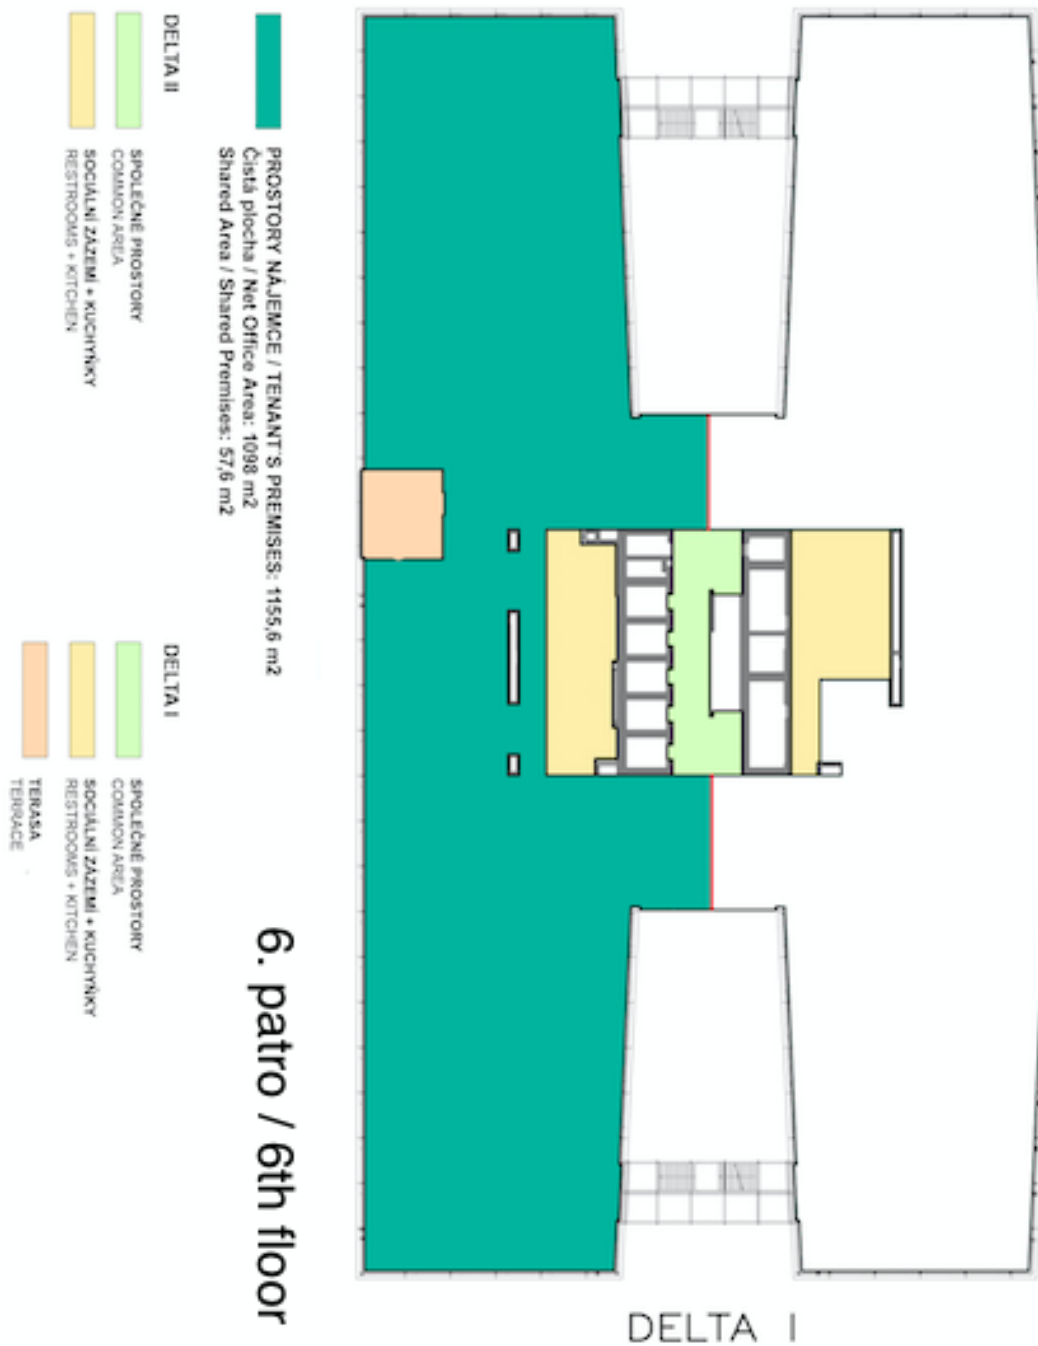 PROSTORY NÁJEMCE / TENANT'S PREMISES: 1155,6 m2
Čistá plocha / Net Office Area: 1098 m2
Shared Area / Shared Premises: 57,6 m2
DELTA II
SPOLEČNÉ PROSTORY
COMMON AREA
SOCIÁLNÍ ZÁZEMÍ + KUCHYŇKY
RESTROOMS + KITCHEN
DELTA I
SPOLEČNÉ PROSTORY
COMMON AREA
SOCIÁLNÍ ZÁZEMÍ + KUCHYŇKY
RESTROOMS + KITCHEN
TERASA
TERRACE
6. patro / 6th floor
DELTA I